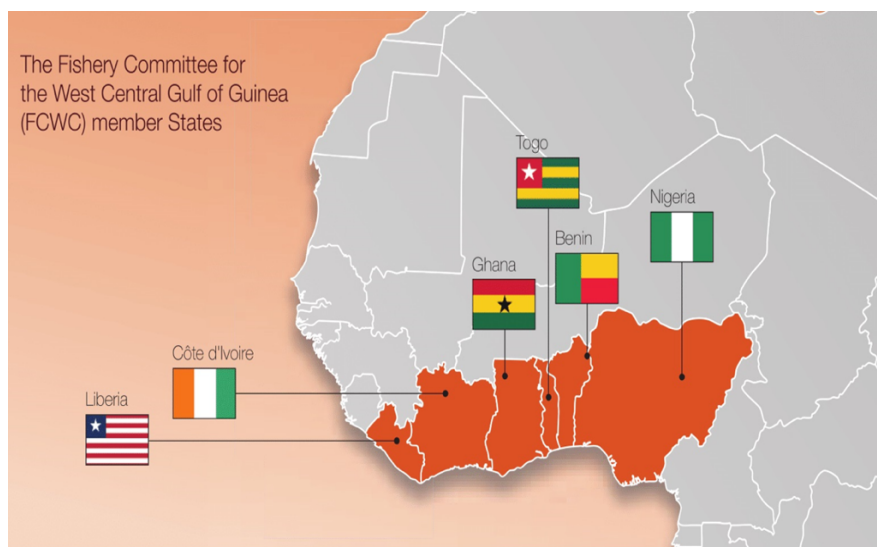 The Fishery Committee for
the West Central Gulf of Guinea
(FCWC) member States
Togo
Nigeria
Benin
Ghana
Côte d'Ivoire
Liberia